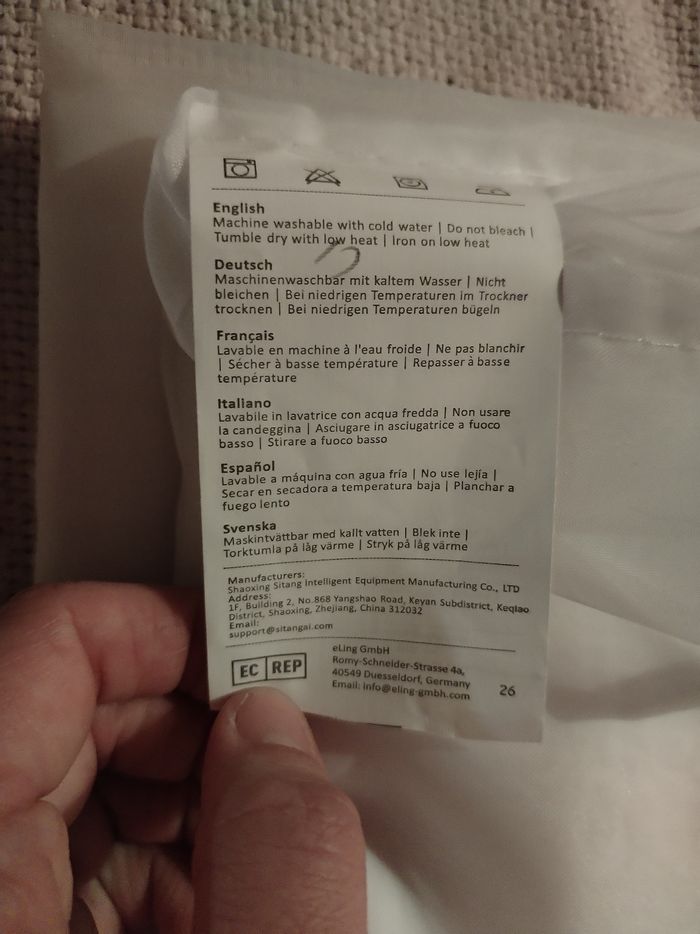 English
Machine washable with cold water | Do not bleach |
Tumble dry with low heat | Iron on low heat
Deutsch
Maschinenwaschbar mit kaltem Wasser | Nicht
bleichen | Bei niedrigen Temperaturen im Trockner
trocknen | Bei niedrigen Temperaturen bügeln
Français
Lavable en machine à l'eau froide | Ne pas blanchir
| Sécher à basse température | Repasser à basse
température
Italiano
Lavabile in lavatrice con acqua fredda | Non usare
la candeggina | Asciugare in asciugatrice a fuoco
basso | Stirare a fuoco basso
Español
Lavable a máquina con agua fría | No use lejía |
Secar en secadora a temperatura baja | Planchar a
fuego lento
Svenska
Maskintvättbar med kallt vatten | Blek inte |
Torktumla på låg värme | Stryk på låg värme
Manufacturers:
Shaoxing Sitang Intelligent Equipment Manufacturing Co., LTD
Address:
1F, Building 2, No.868 Yangshao Road, Keyan Subdistrict, Keqiao
District, Shaoxing, Zhejiang, China 312032
Email:
support@sitangai.com
EC REP
eLing GmbH
Romy-Schneider-Strasse 4a,
40549 Duesseldorf, Germany
Email: info@eling-gmbh.com
26